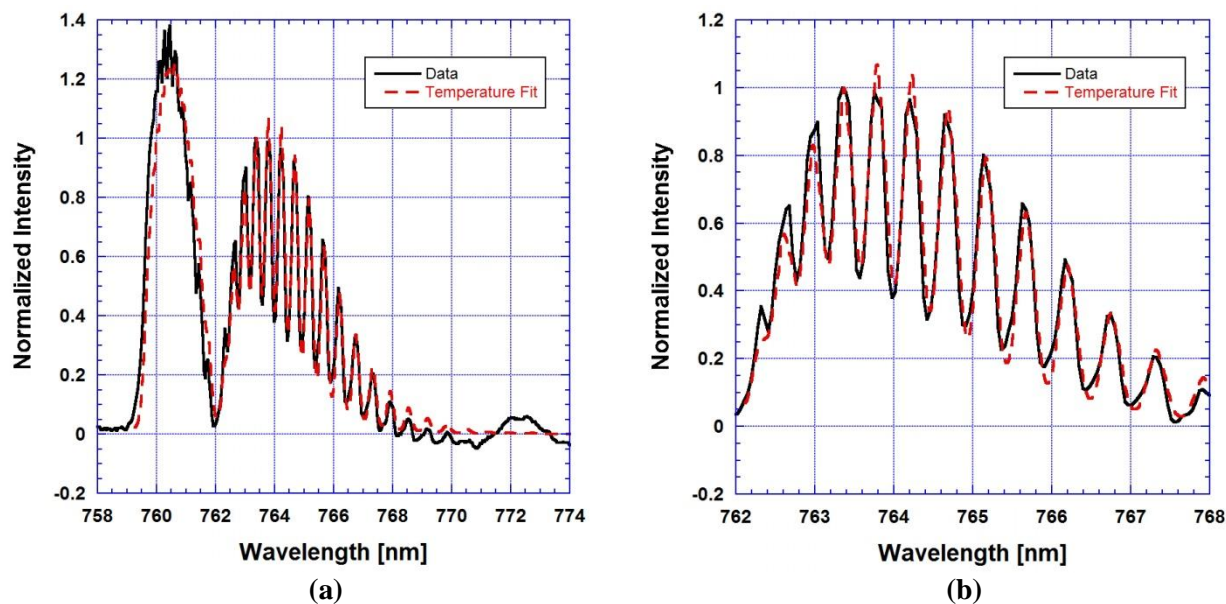 1.4
1.2
1
0.8
0.6
0.4
0.2
0
-0.2
Normalized Intensity
Data
Temperature Fit
758 760 762 764 766 768 770 772 774
Wavelength [nm]
(a)
1.2
1.0
0.8
0.6
0.4
0.2
0
-0.2
Normalized Intensity
Data
Temperature Fit
762 763 764 765 766 767 768
Wavelength [nm]
(b)